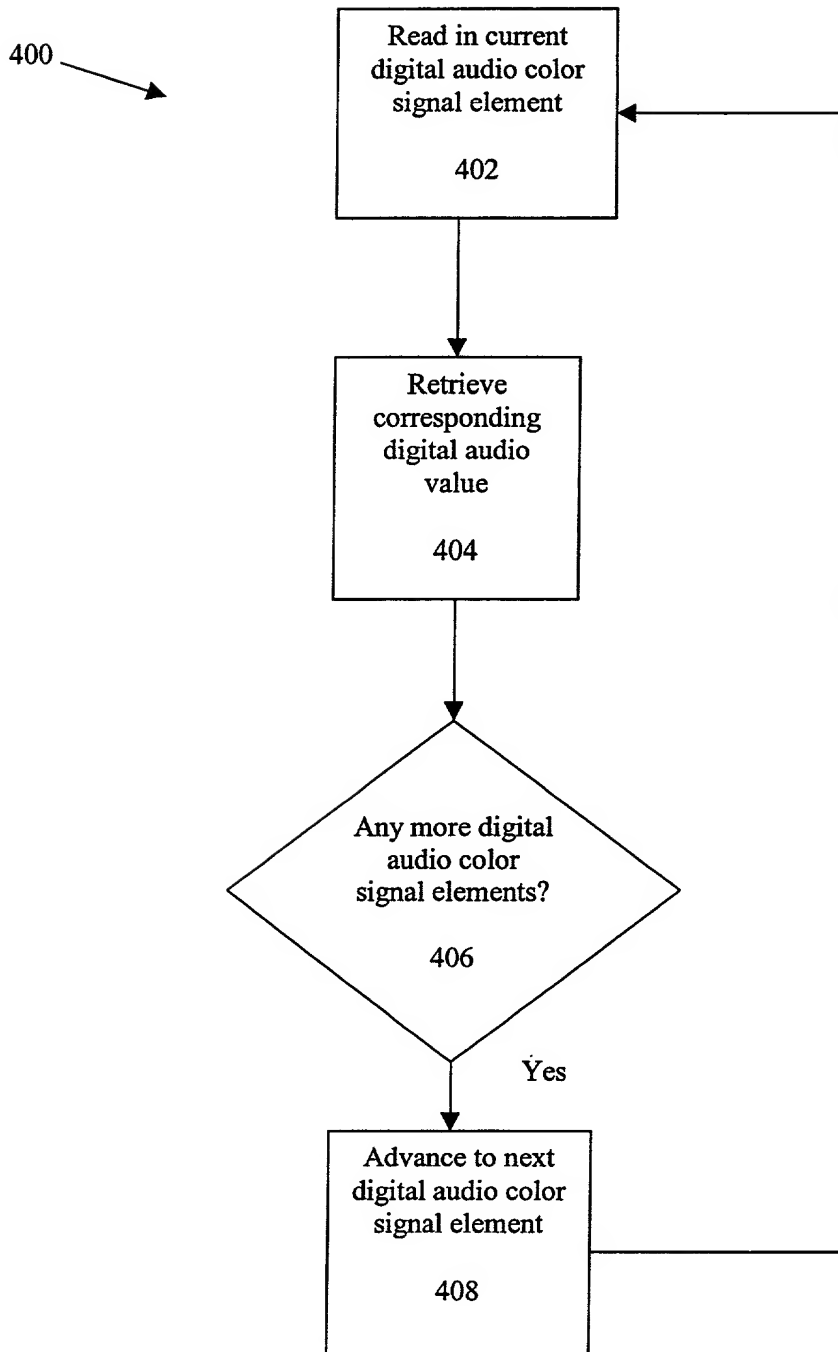 400
Read in current
digital audio color
signal element
402
Retrieve
corresponding
digital audio
value
404
Any more digital
audio color
signal elements?
406
Yes
Advance to next
digital audio color
signal element
408